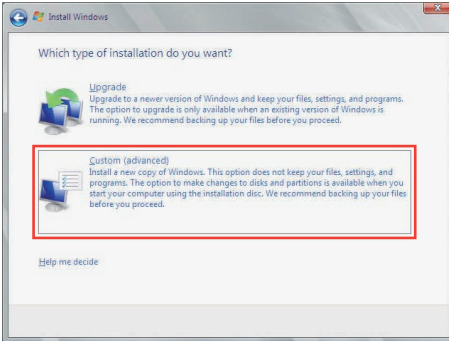 Install Windows
Which type of installation do you want?
Upgrade
Upgrade to a newer version of Windows and keep your files, settings, and programs.
The option to upgrade is only available when an existing version of Windows is
running. We recommend backing up your files before you proceed.
Custom (advanced)
Install a new copy of Windows. This option does not keep your files, settings, and
programs. The option to make changes to disks and partitions is available when you
start your computer using the installation disc. We recommend backing up your files
before you proceed.
Help me decide